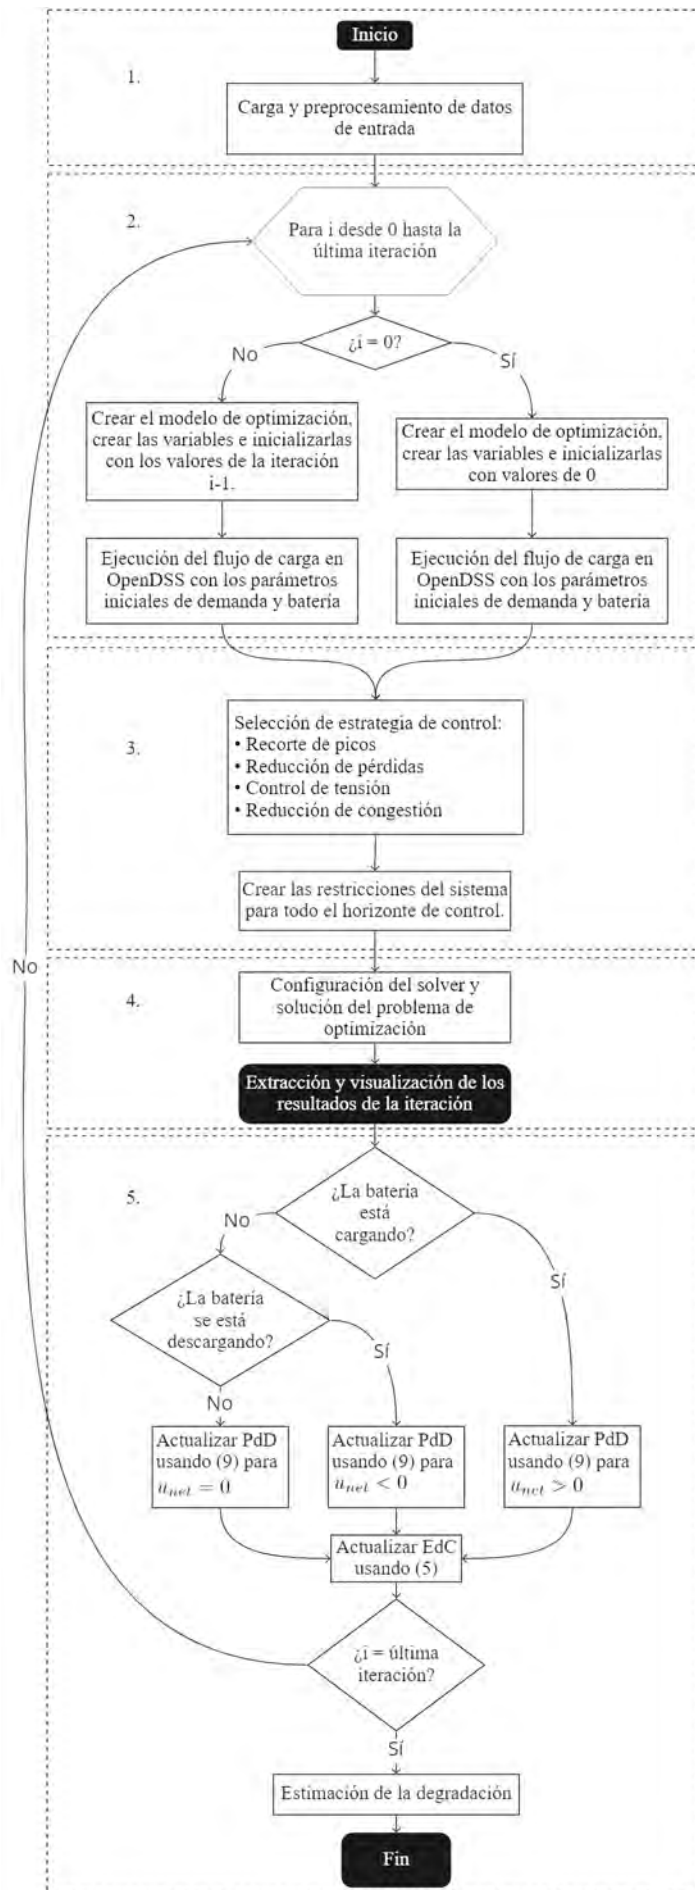 Inicio
1.
Carga y preprocesamiento de datos
de entrada
2.
Para i desde 0 hasta la
última iteración
¿i = 0?
No
Sí
Crear el modelo de optimización,
crear las variables e inicializarlas
con los valores de la iteración
i-1.
Crear el modelo de optimización,
crear las variables e inicializarlas
con valores de 0
Ejecución del flujo de carga en
OpenDSS con los parámetros
iniciales de demanda y batería
Ejecución del flujo de carga en
OpenDSS con los parámetros
iniciales de demanda y batería
3.
Selección de estrategia de control:
• Recorte de picos
• Reducción de pérdidas
• Control de tensión
• Reducción de congestión
Crear las restricciones del sistema
para todo el horizonte de control.
No
4.
Configuración del solver y
solución del problema de
optimización
Extracción y visualización de los
resultados de la iteración
5.
¿La batería
está
cargando?
No
Sí
¿La batería
se está
descargando?
Sí
No
Actualizar PdD
usando (9) para
u_net = 0
Actualizar PdD
usando (9) para
u_net < 0
Actualizar PdD
usando (9) para
u_net > 0
Actualizar EdC
usando (5)
¿i = última
iteración?
Sí
Estimación de la degradación
Fin